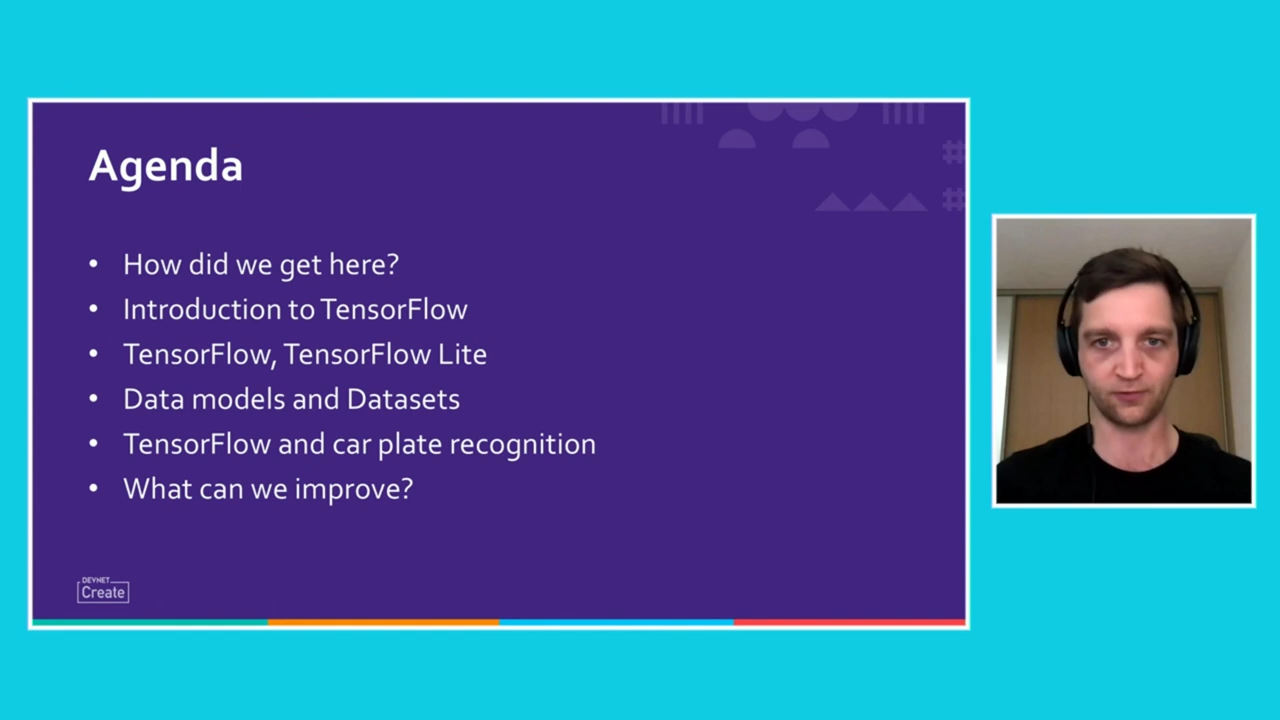 Agenda
• How did we get here?
• Introduction to TensorFlow
• TensorFlow, TensorFlow Lite
• Data models and Datasets
• TensorFlow and car plate recognition
• What can we improve?
DEVNET
Create